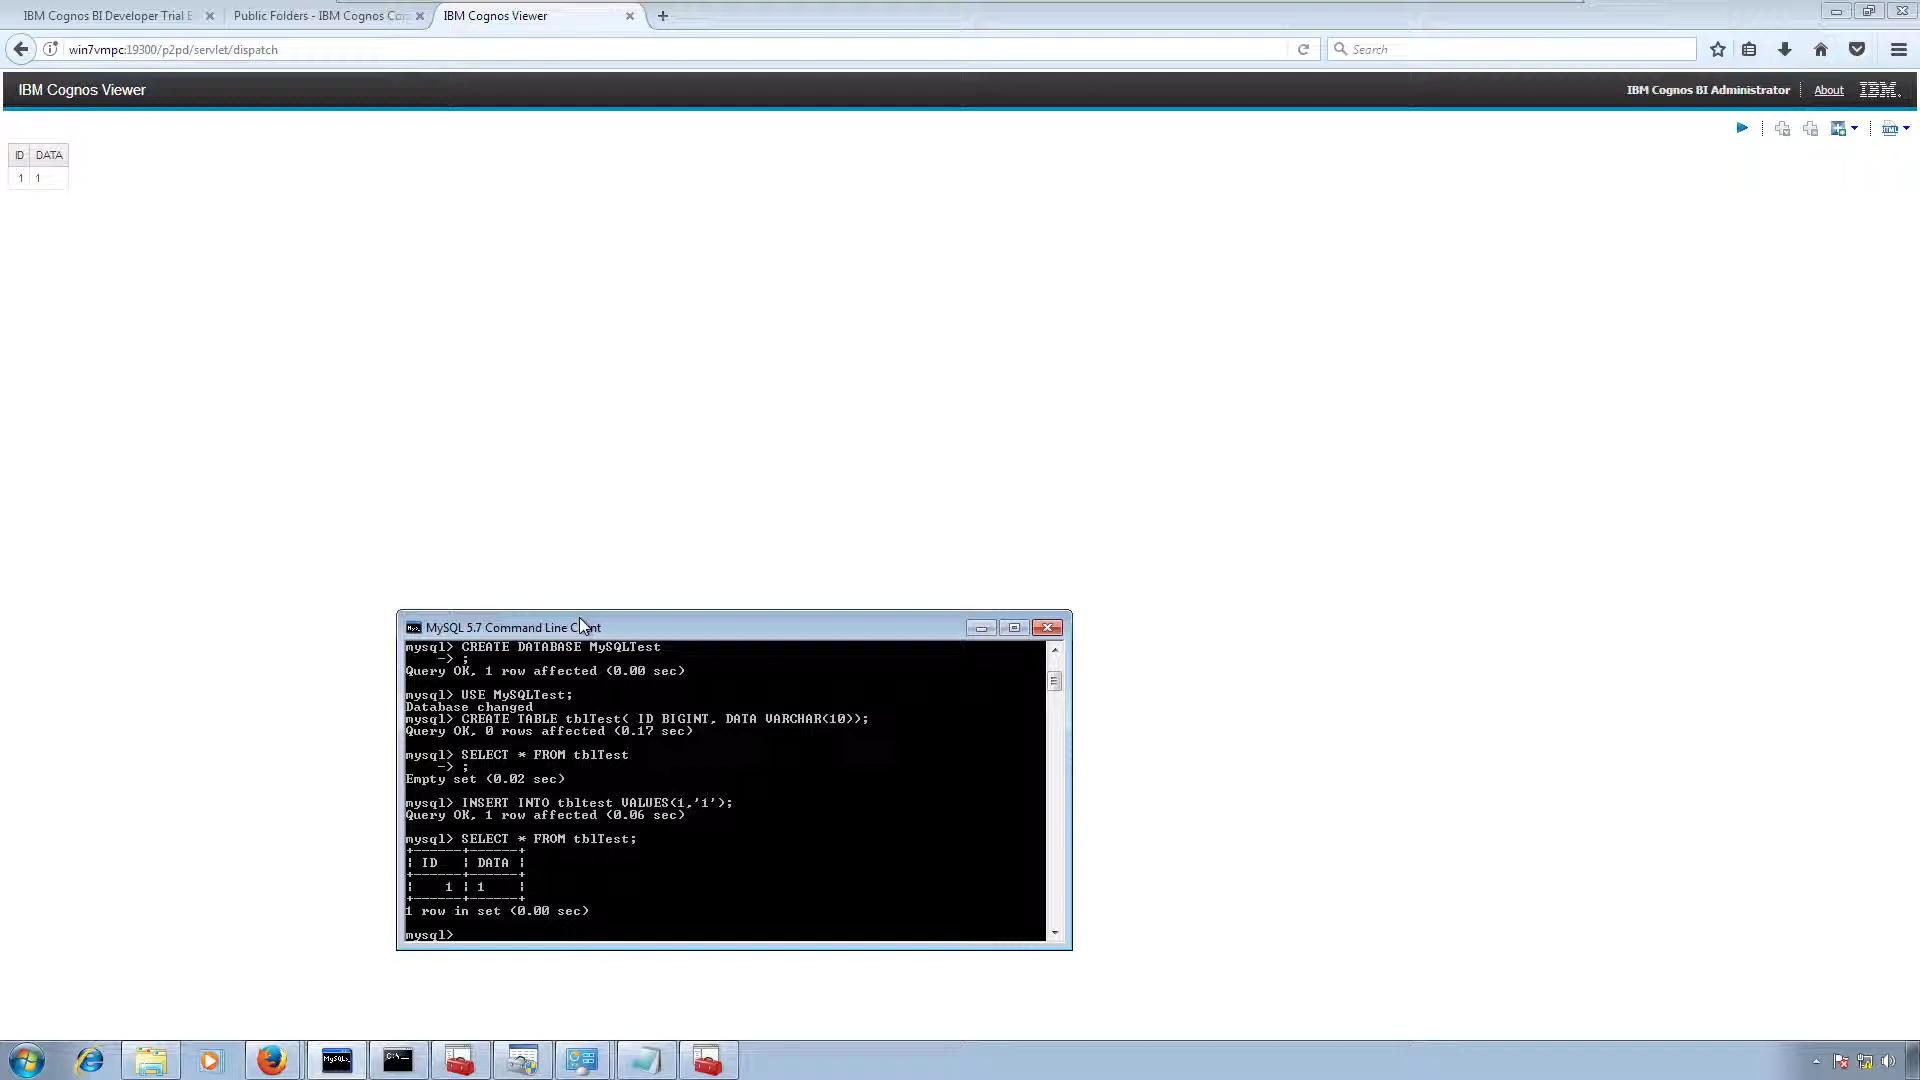 IBM Cognos BI Developer Trial E
Public Folders - IBM Cognos Co
IBM Cognos Viewer
win7vmpc:19300/p2pd/servlet/dispatch
Search
IBM Cognos Viewer
IBM Cognos BI Administrator
About
IBM.
ID DATA
1 1
MySQL 5.7 Command Line Client
mysql> CREATE DATABASE MySQLTest
-> ;
Query OK, 1 row affected (0.00 sec)
mysql> USE MySQLTest;
Database changed
mysql> CREATE TABLE tblTest( ID BIGINT, DATA VARCHAR(10));
Query OK, 0 rows affected (0.17 sec)
mysql> SELECT * FROM tblTest
-> ;
Empty set (0.02 sec)
mysql> INSERT INTO tbltest VALUES(1,'1');
Query OK, 1 row affected (0.06 sec)
mysql> SELECT * FROM tblTest;
| ID | DATA |
| 1 | 1 |
1 row in set (0.00 sec)
mysql>